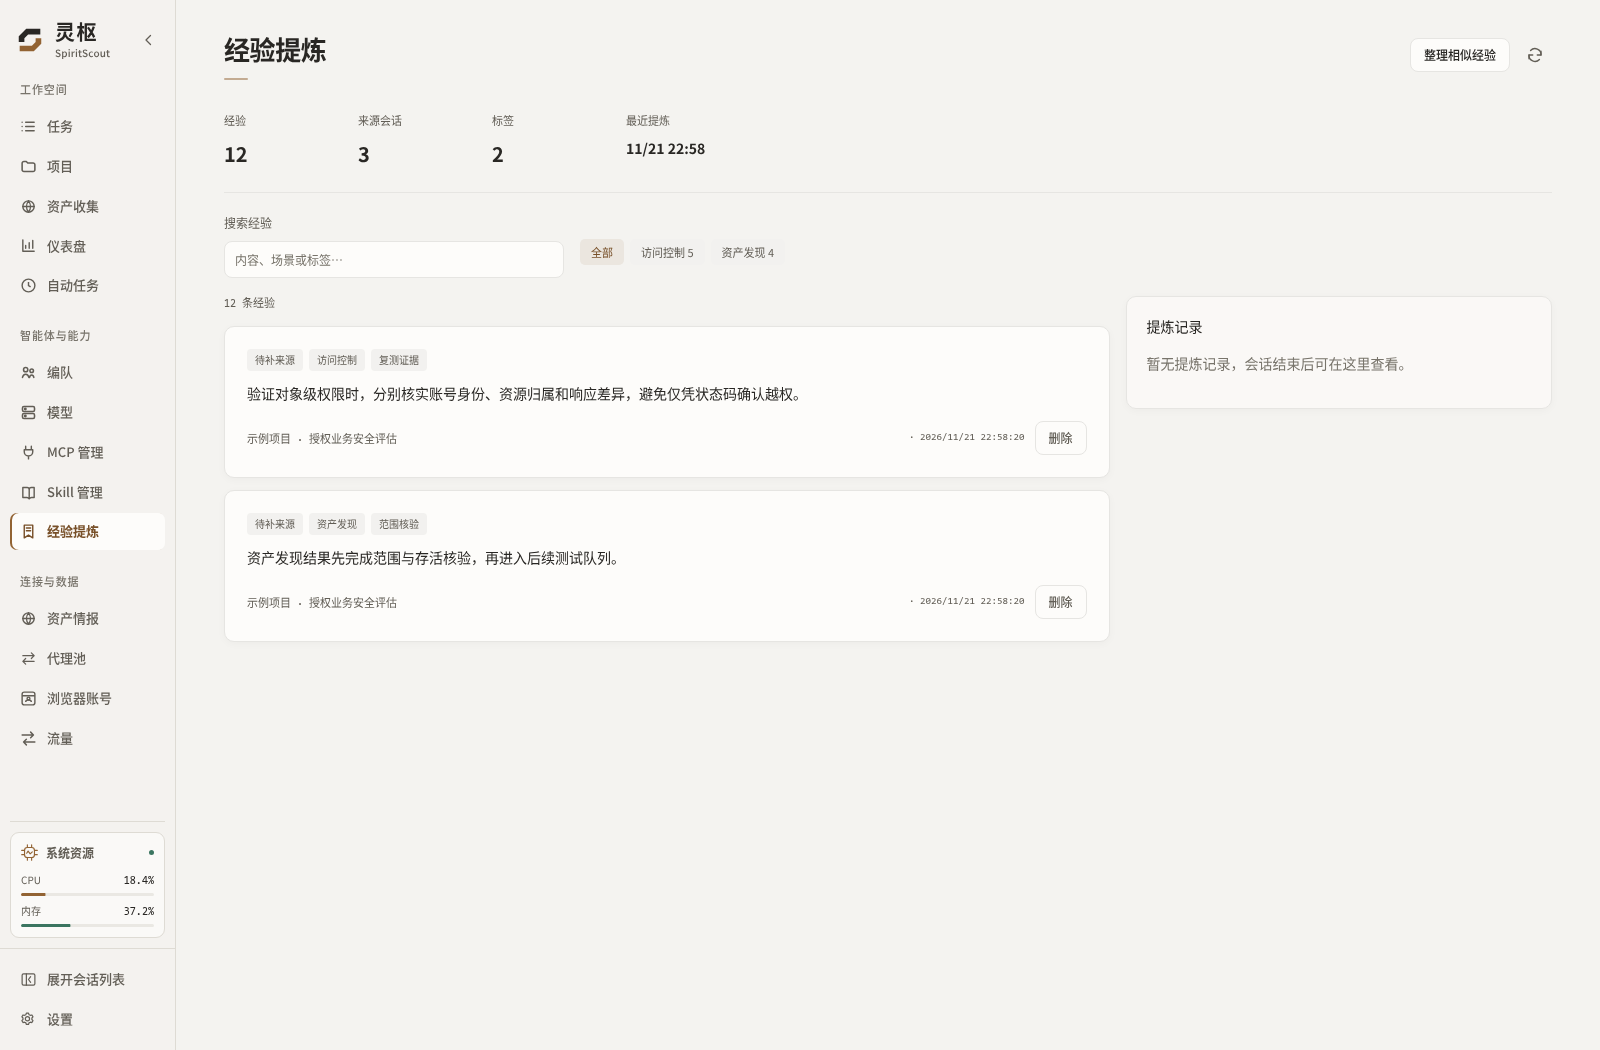 灵枢
SpiritScout
工作空间
任务
项目
资产收集
仪表盘
自动任务
智能体与能力
编队
模型
MCP 管理
Skill 管理
经验提炼
连接与数据
资产情报
代理池
浏览器账号
流量
系统资源
CPU 18.4%
内存 37.2%
展开会话列表
设置
经验提炼
整理相似经验
经验 来源会话 标签 最近提炼
12 3 2 11/21 22:58
搜索经验
内容、场景或标签… 全部 访问控制 5 资产发现 4
12 条经验
待补来源 访问控制 复测证据
验证对象级权限时，分别核实账号身份、资源归属和响应差异，避免仅凭状态码确认越权。
示例项目 · 授权业务安全评估 · 2026/11/21 22:58:20 删除
待补来源 资产发现 范围核验
资产发现结果先完成范围与存活核验，再进入后续测试队列。
示例项目 · 授权业务安全评估 · 2026/11/21 22:58:20 删除
提炼记录
暂无提炼记录，会话结束后可在这里查看。